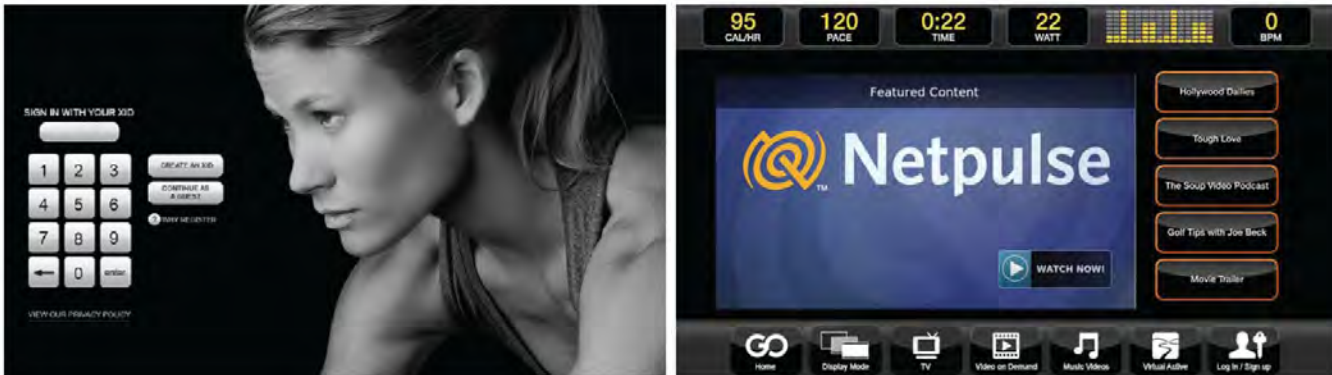 SIGN IN WITH YOUR XID
1 2 3
CREATE AN XID
CONTINUE AS
A GUEST
4 5 6
? WHY REGISTER
7 8 9
0 enter
VIEW OUR PRIVACY POLICY
95
CAL/HR
120
PACE
0:22
TIME
22
WATT
0
BPM
Featured Content
Netpulse
TM
WATCH NOW!
Hollywood Dailies
Tough Love
The Soup Video Podcast
Golf Tips with Joe Beck
Movie Trailer
GO
Home
Display Mode
TV
Video on Demand
Music Videos
Virtual Active
Log In / Sign up